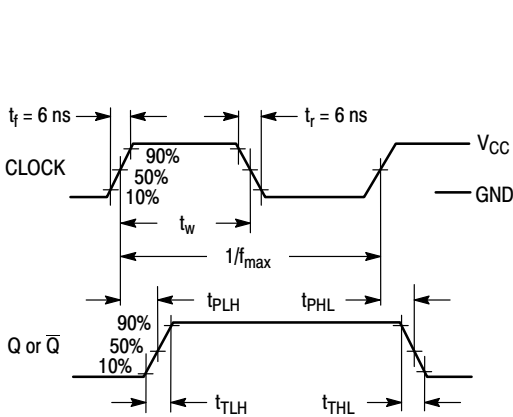 t_f = 6 ns
t_r = 6 ns
V_CC
CLOCK
90%
50%
10%
GND
t_w
1/f_max
t_PLH
t_PHL
Q or Q̅
90%
50%
10%
t_TLH
t_THL